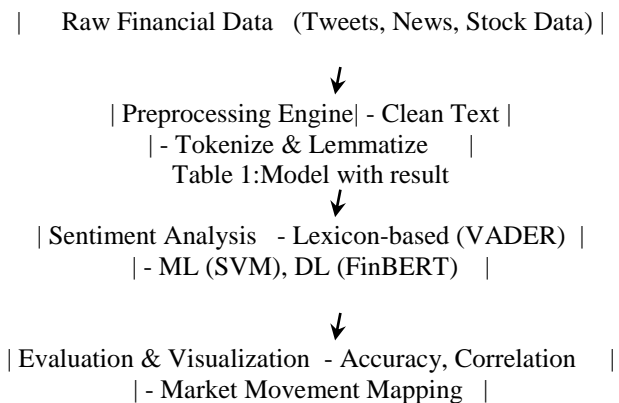 | Raw Financial Data (Tweets, News, Stock Data) |
| Preprocessing Engine| - Clean Text |
| - Tokenize & Lemmatize |
Table 1:Model with result
| Sentiment Analysis - Lexicon-based (VADER) |
| - ML (SVM), DL (FinBERT) |
| Evaluation & Visualization - Accuracy, Correlation |
| - Market Movement Mapping |